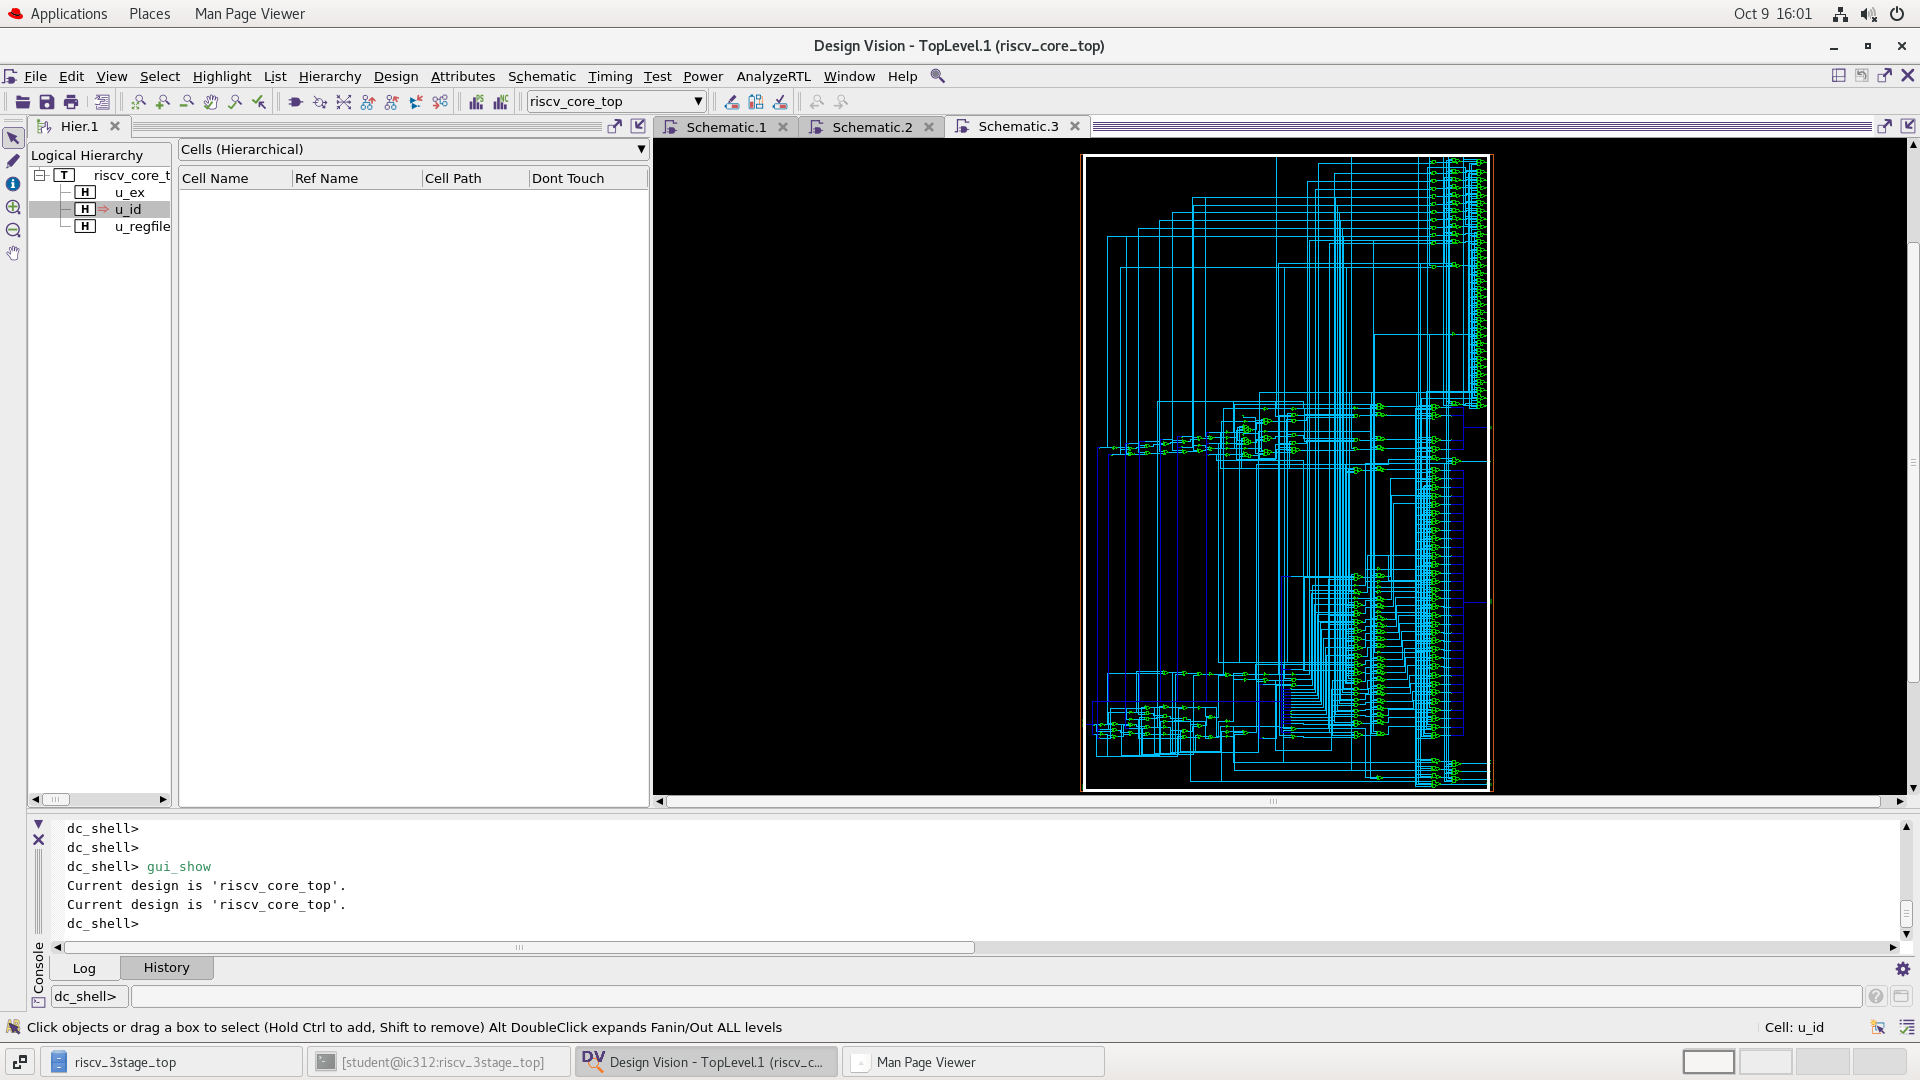 Applications Places Man Page Viewer Oct 9 16:01
Design Vision - TopLevel.1 (riscv_core_top)
File Edit View Select Highlight List Hierarchy Design Attributes Schematic Timing Test Power AnalyzeRTL Window Help
riscv_core_top
Hier.1
Schematic.1 Schematic.2 Schematic.3
Logical Hierarchy
T riscv_core_t
H u_ex
H u_id
H u_regfile
Cells (Hierarchical)
Cell Name Ref Name Cell Path Dont Touch
dc_shell>
dc_shell>
dc_shell> gui_show
Current design is 'riscv_core_top'.
Current design is 'riscv_core_top'.
dc_shell>
Console
Log History
dc_shell>
Click objects or drag a box to select (Hold Ctrl to add, Shift to remove) Alt DoubleClick expands Fanin/Out ALL levels Cell: u_id
riscv_3stage_top [student@ic312:riscv_3stage_top] DV Design Vision - TopLevel.1 (riscv_c... Man Page Viewer